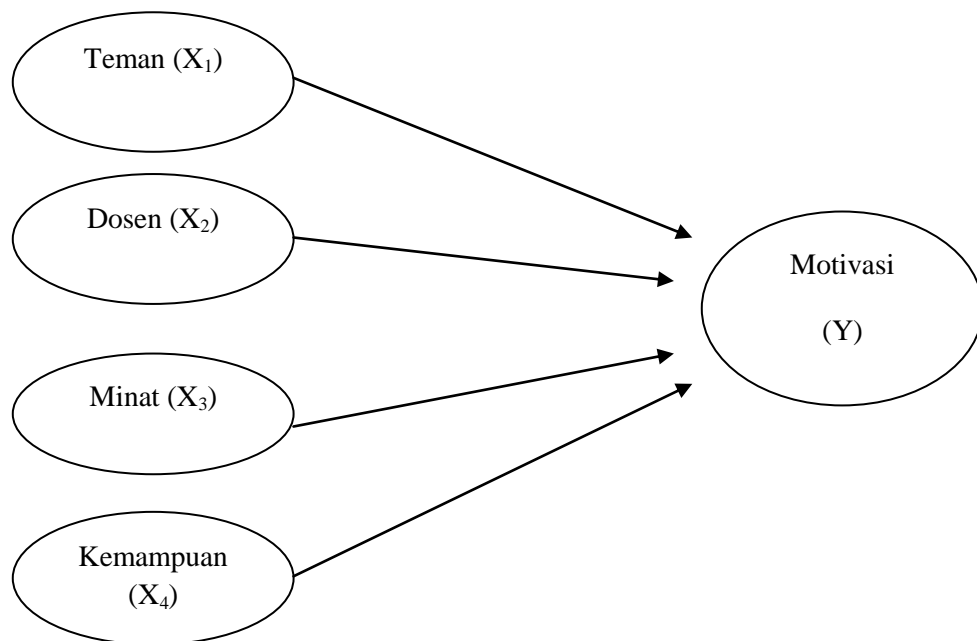 Teman (X₁)
Dosen (X₂)
Minat (X₃)
Kemampuan
(X₄)
Motivasi
(Y)